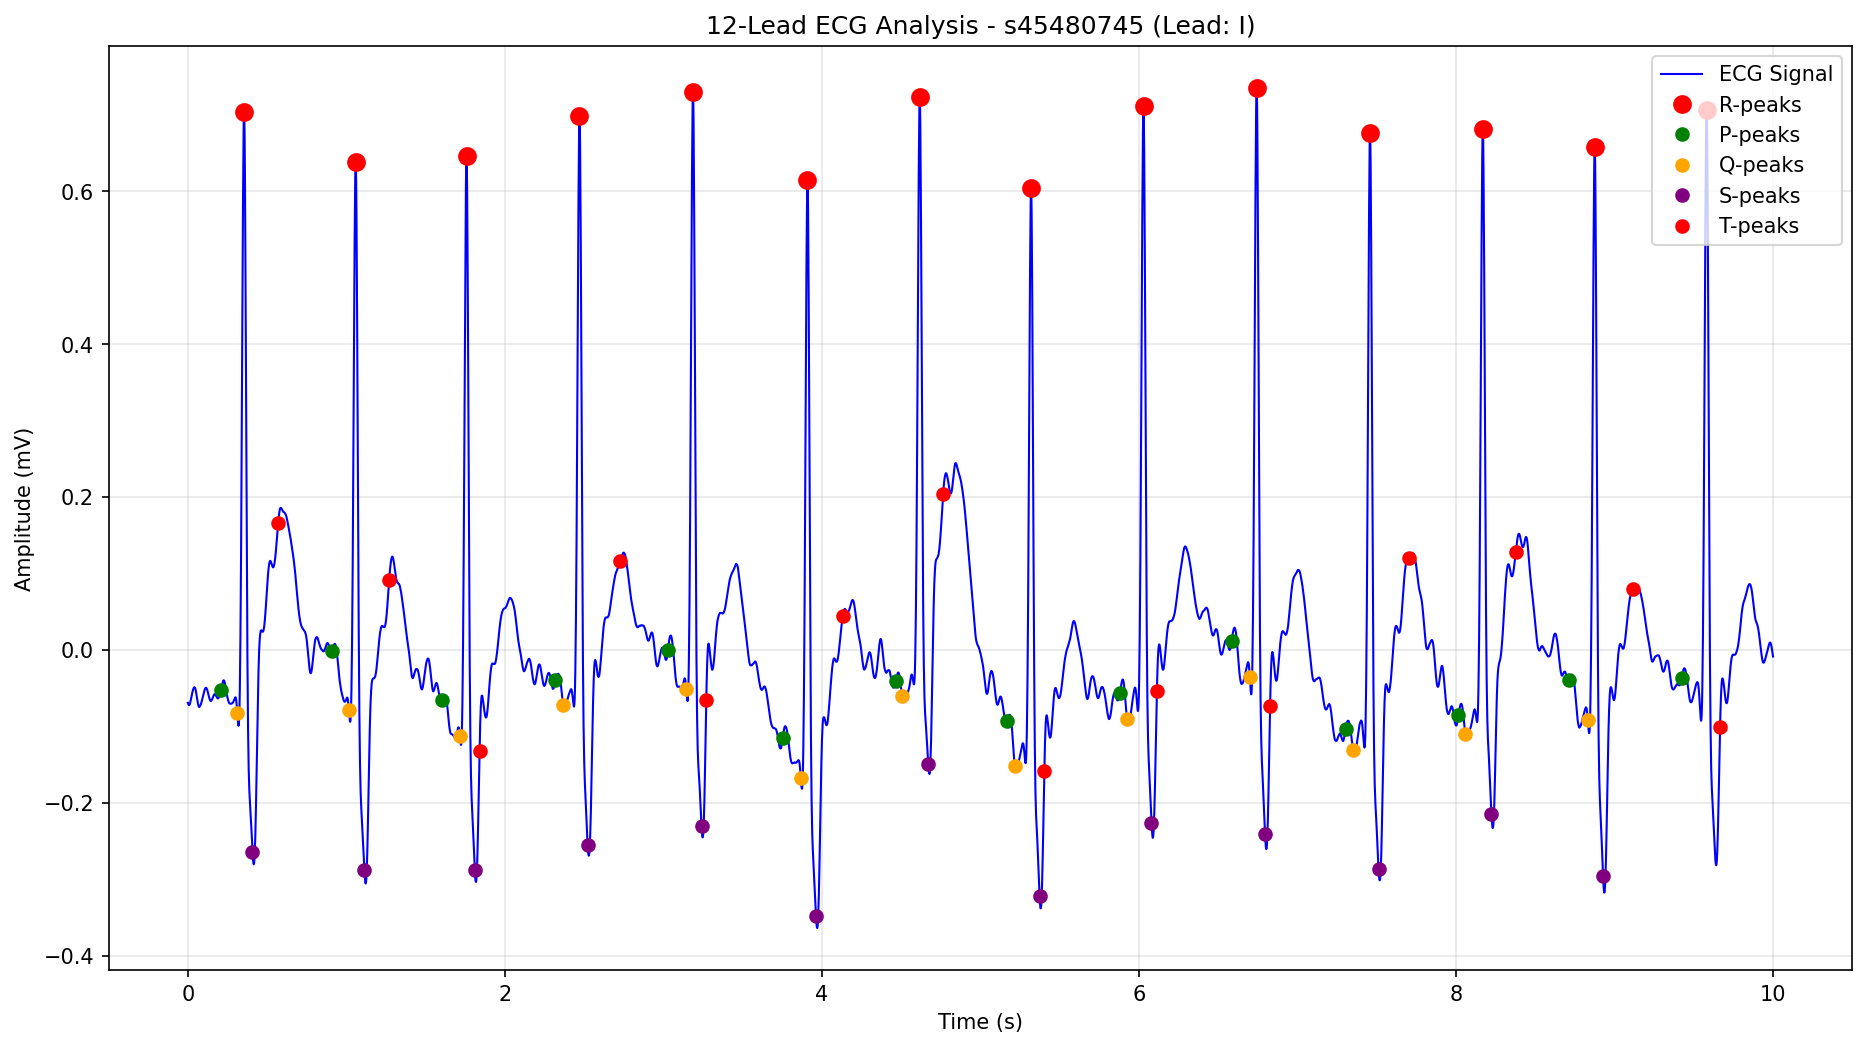 12-Lead ECG Analysis - s45480745 (Lead: I)
ECG Signal
R-peaks
P-peaks
Q-peaks
S-peaks
T-peaks
Amplitude (mV)
0.6
0.4
0.2
0.0
−0.2
−0.4
0 2 4 6 8 10
Time (s)